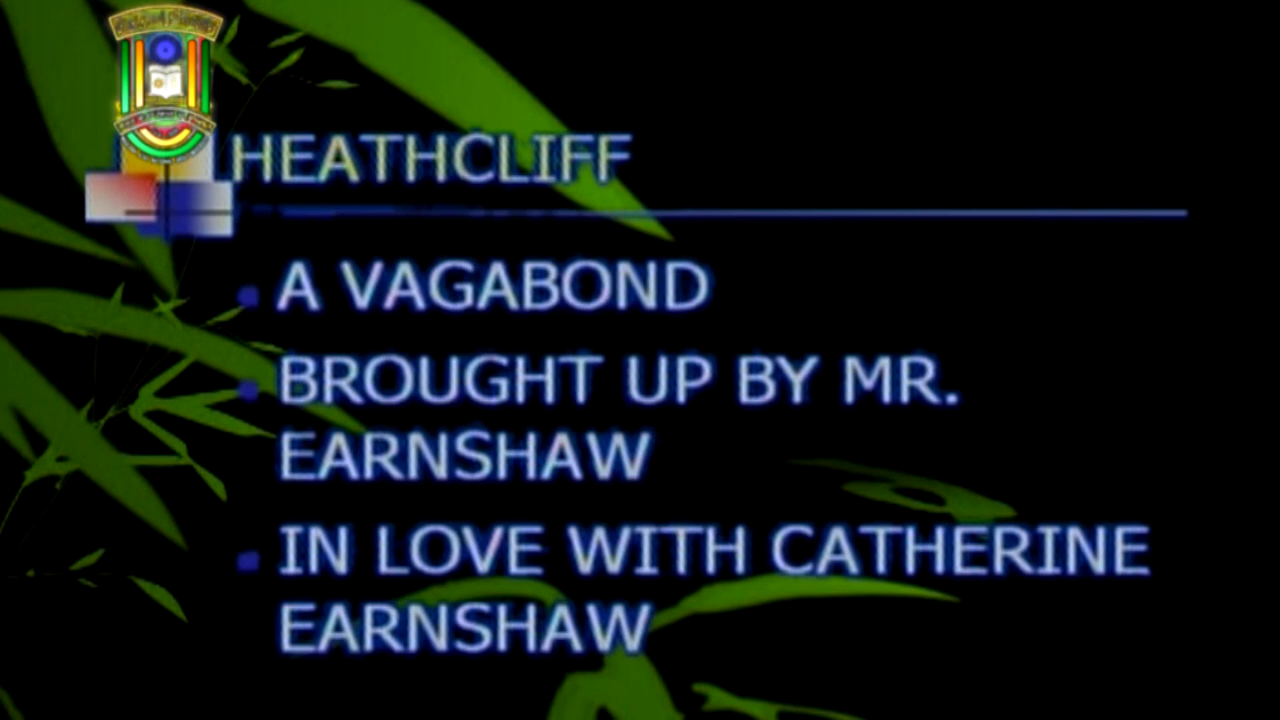 HEATHCLIFF
A VAGABOND
BROUGHT UP BY MR.
EARNSHAW
IN LOVE WITH CATHERINE
EARNSHAW